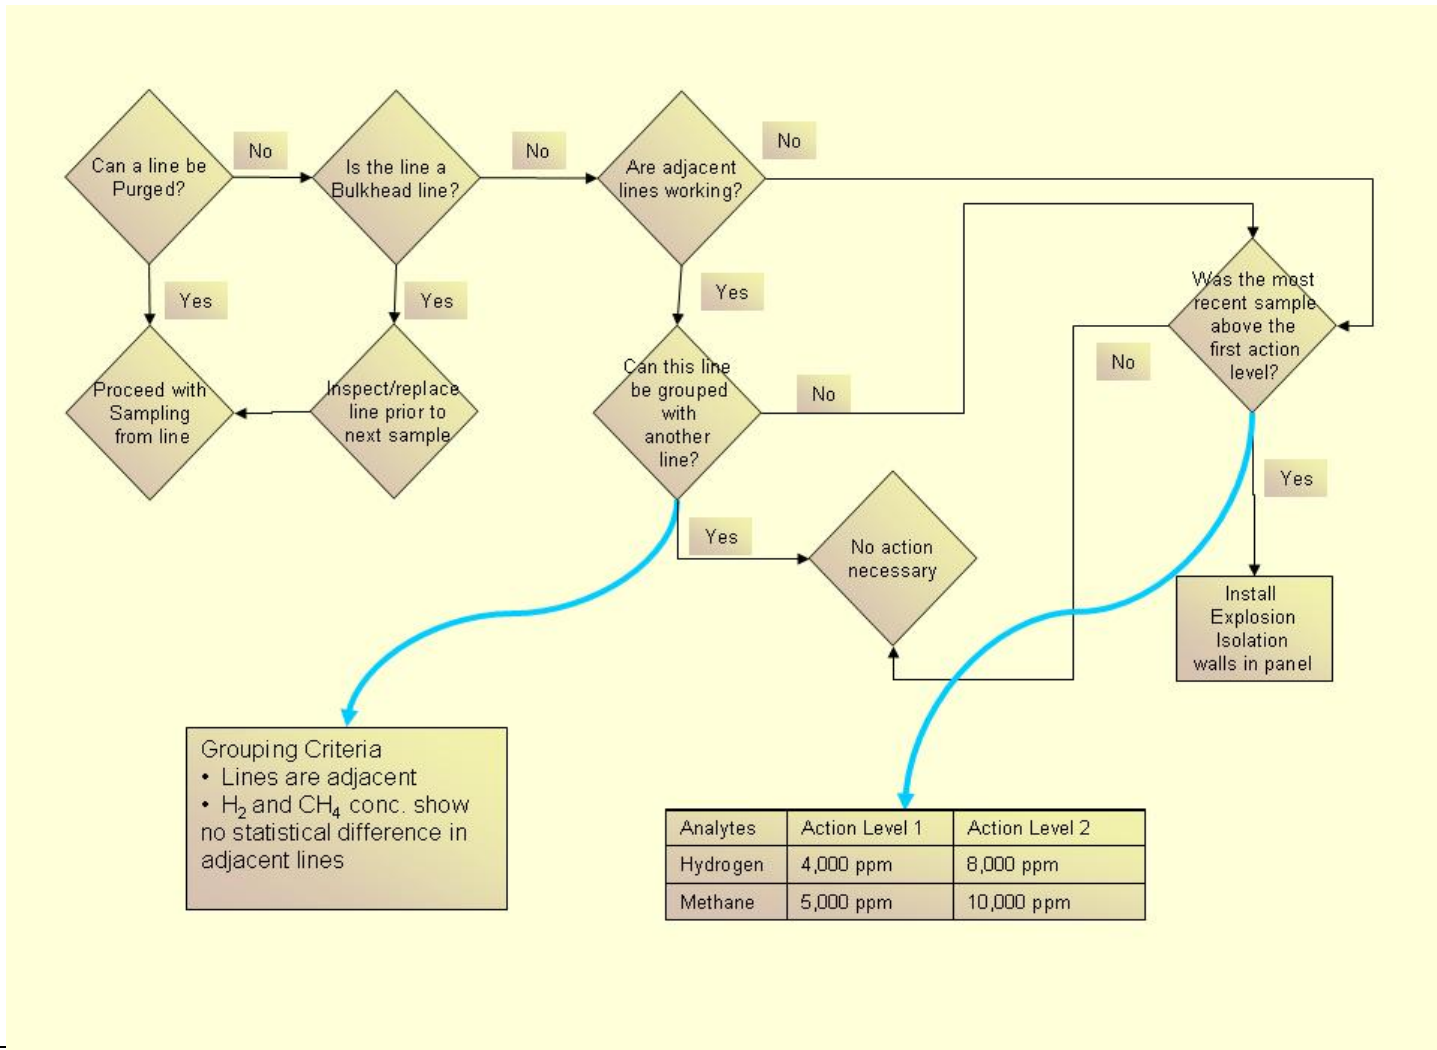 Can a line be
Purged?
No
Is the line a
Bulkhead line?
No
Are adjacent
lines working?
No
Yes
Yes
Yes
Was the most
recent sample
above the
first action
level?
Proceed with
Sampling
from line
Inspect/replace
line prior to
next sample
Can this line
be grouped
with
another
line?
No
No
Yes
Yes
No action
necessary
Install
Explosion
Isolation
walls in panel
Grouping Criteria
• Lines are adjacent
• H2 and CH4 conc. show
no statistical difference in
adjacent lines
Analytes Action Level 1 Action Level 2
Hydrogen 4,000 ppm 8,000 ppm
Methane 5,000 ppm 10,000 ppm